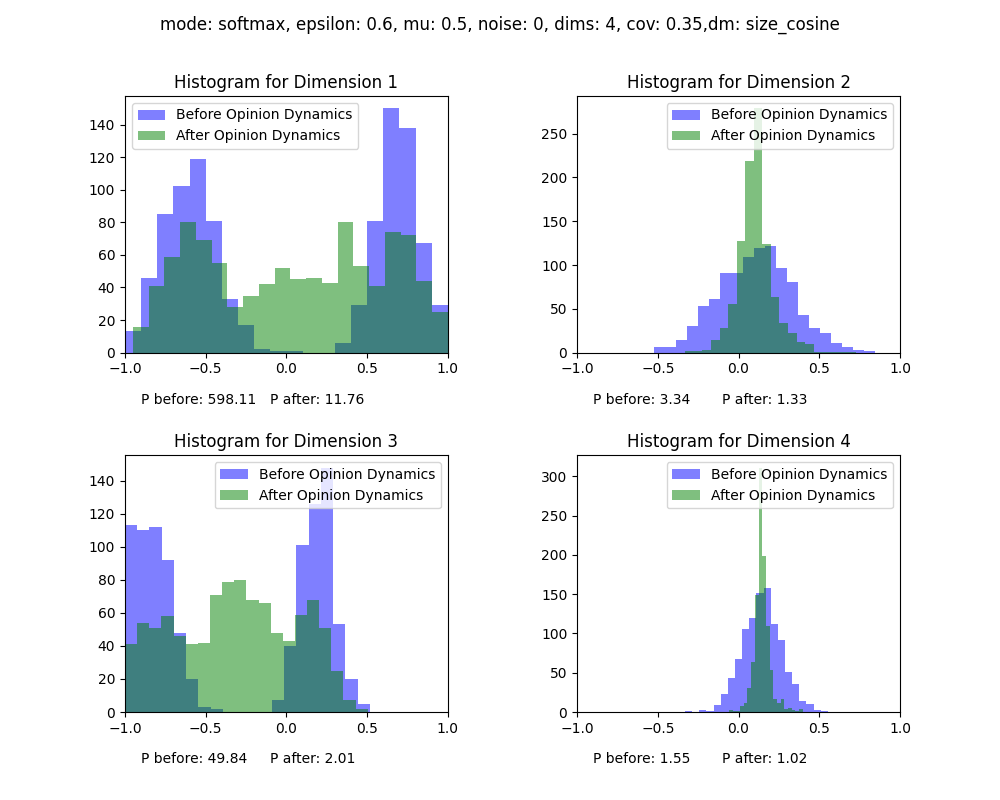 mode: softmax, epsilon: 0.6, mu: 0.5, noise: 0, dims: 4, cov: 0.35,dm: size_cosine
Histogram for Dimension 1
Before Opinion Dynamics
After Opinion Dynamics
140
120
100
80
60
40
20
0
−1.0 −0.5 0.0 0.5 1.0
P before: 598.11 P after: 11.76
Histogram for Dimension 2
Before Opinion Dynamics
After Opinion Dynamics
250
200
150
100
50
0
−1.0 −0.5 0.0 0.5 1.0
P before: 3.34 P after: 1.33
Histogram for Dimension 3
Before Opinion Dynamics
After Opinion Dynamics
140
120
100
80
60
40
20
0
−1.0 −0.5 0.0 0.5 1.0
P before: 49.84 P after: 2.01
Histogram for Dimension 4
Before Opinion Dynamics
After Opinion Dynamics
300
250
200
150
100
50
0
−1.0 −0.5 0.0 0.5 1.0
P before: 1.55 P after: 1.02